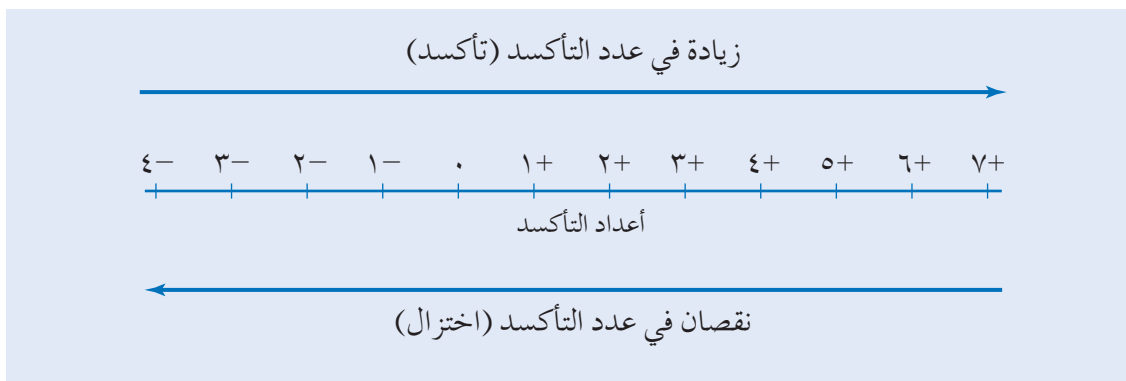 زيادة في عدد التأكسد (تأكسد)
٤− ٣− ٢− ١− ٠ ١+ ٢+ ٣+ ٤+ ٥+ ٦+ ٧+
أعداد التأكسد
نقصان في عدد التأكسد (اختزال)